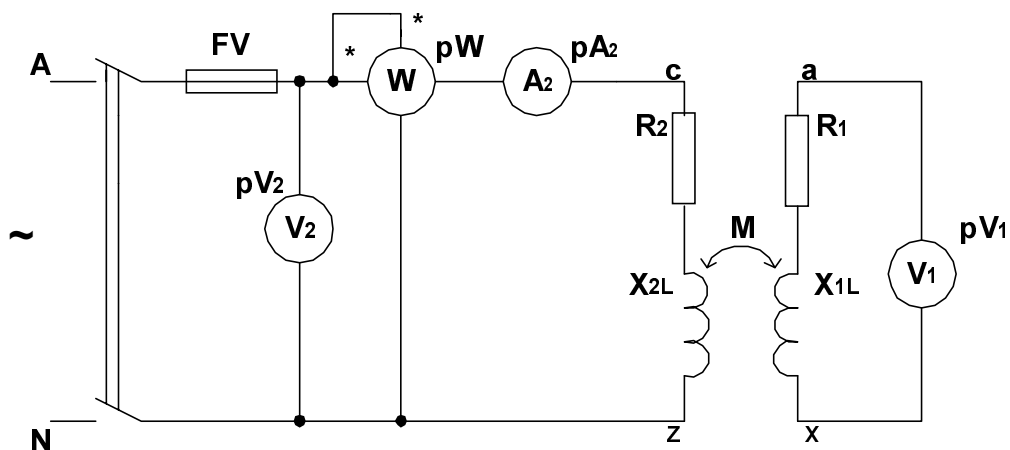 FV
*
*
pW
pA2
A
W
A2
c
a
R2
R1
pV2
V2
~
M
pV1
X2L
X1L
V1
N
z
x